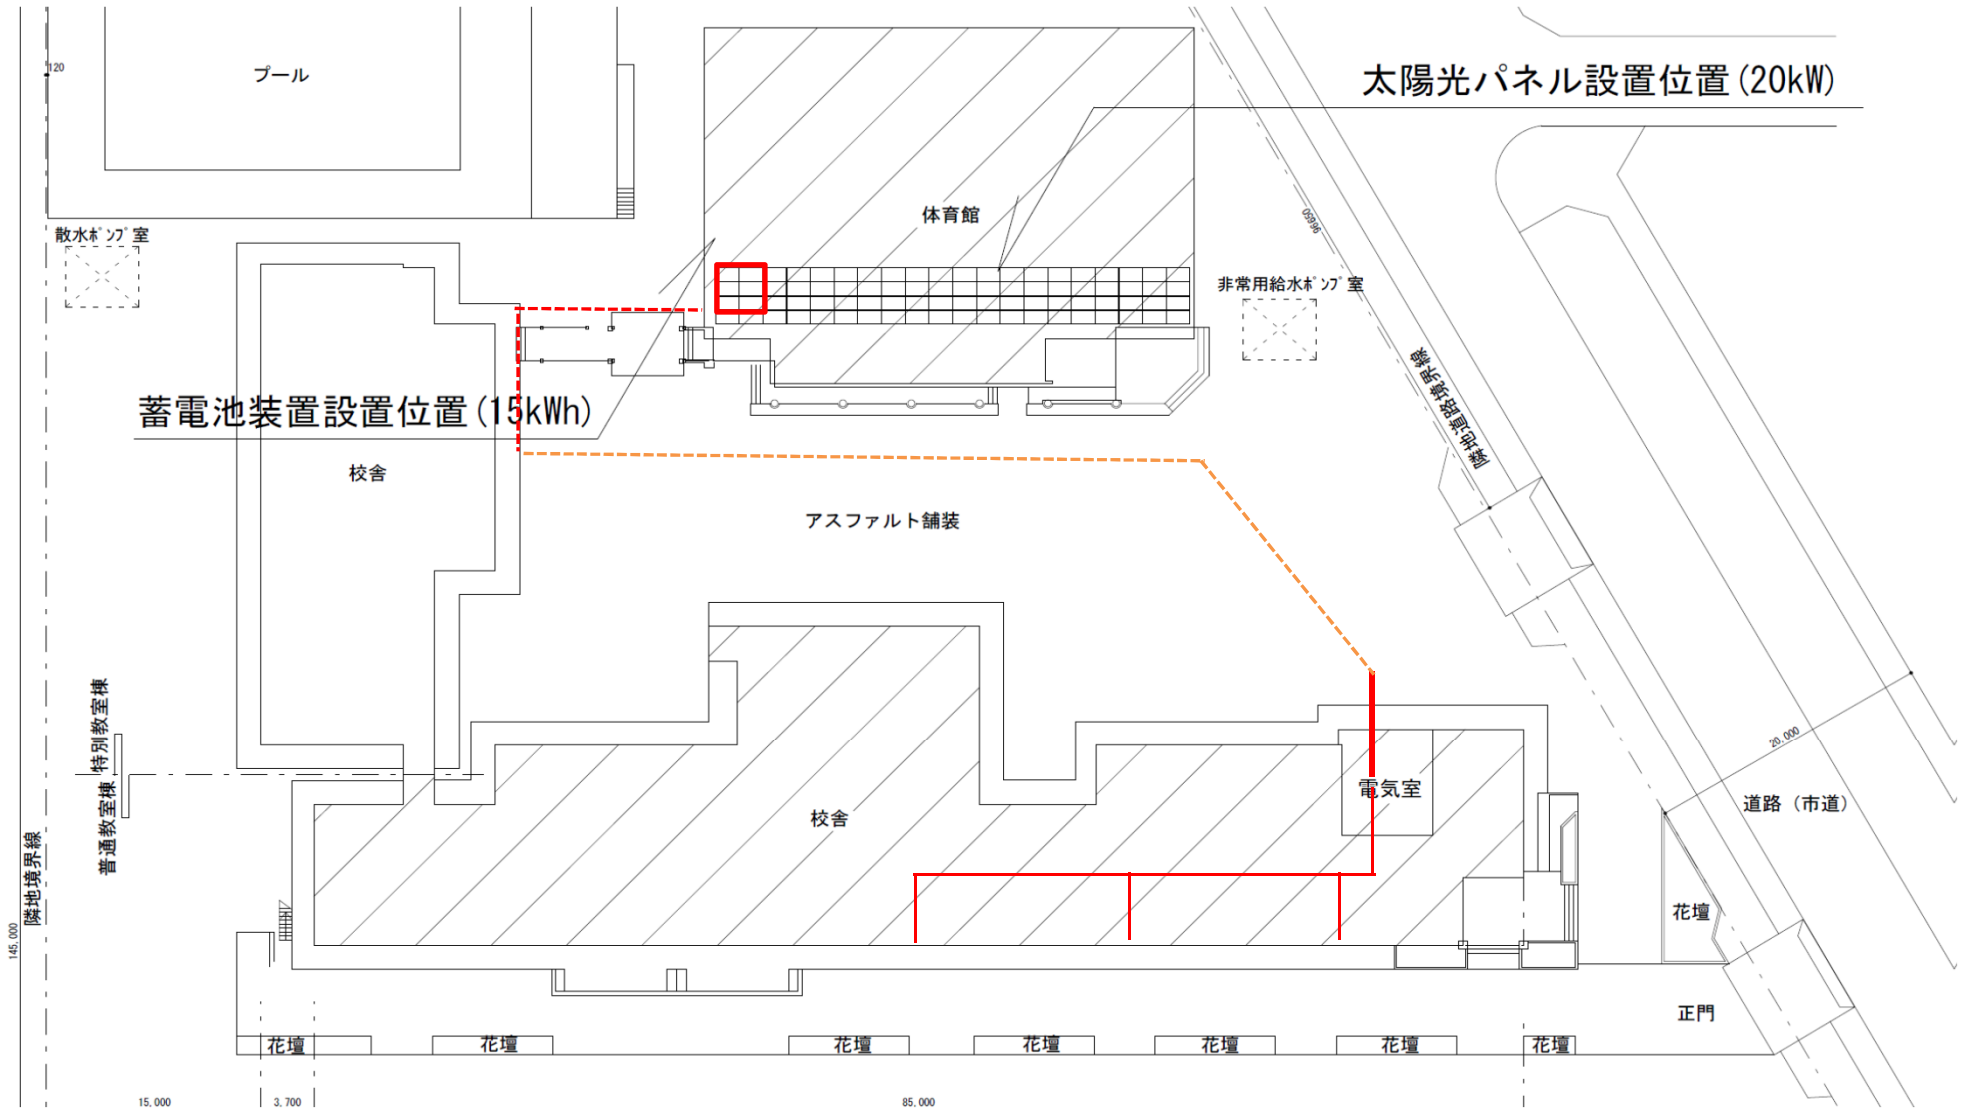 プール
120
太陽光パネル設置位置(20kW)
体育館
散水ﾎﾟﾝﾌﾟ室
96650
非常用給水ﾎﾟﾝﾌﾟ室
隣地道路境界線
蓄電池装置設置位置(15kWh)
校舎
アスファルト舗装
特別教室棟
普通教室棟
20,000
電気室
道路（市道）
校舎
隣地境界線
145,000
花壇
正門
花壇
花壇
花壇
花壇
花壇
花壇
花壇
15,000
3,700
85,000